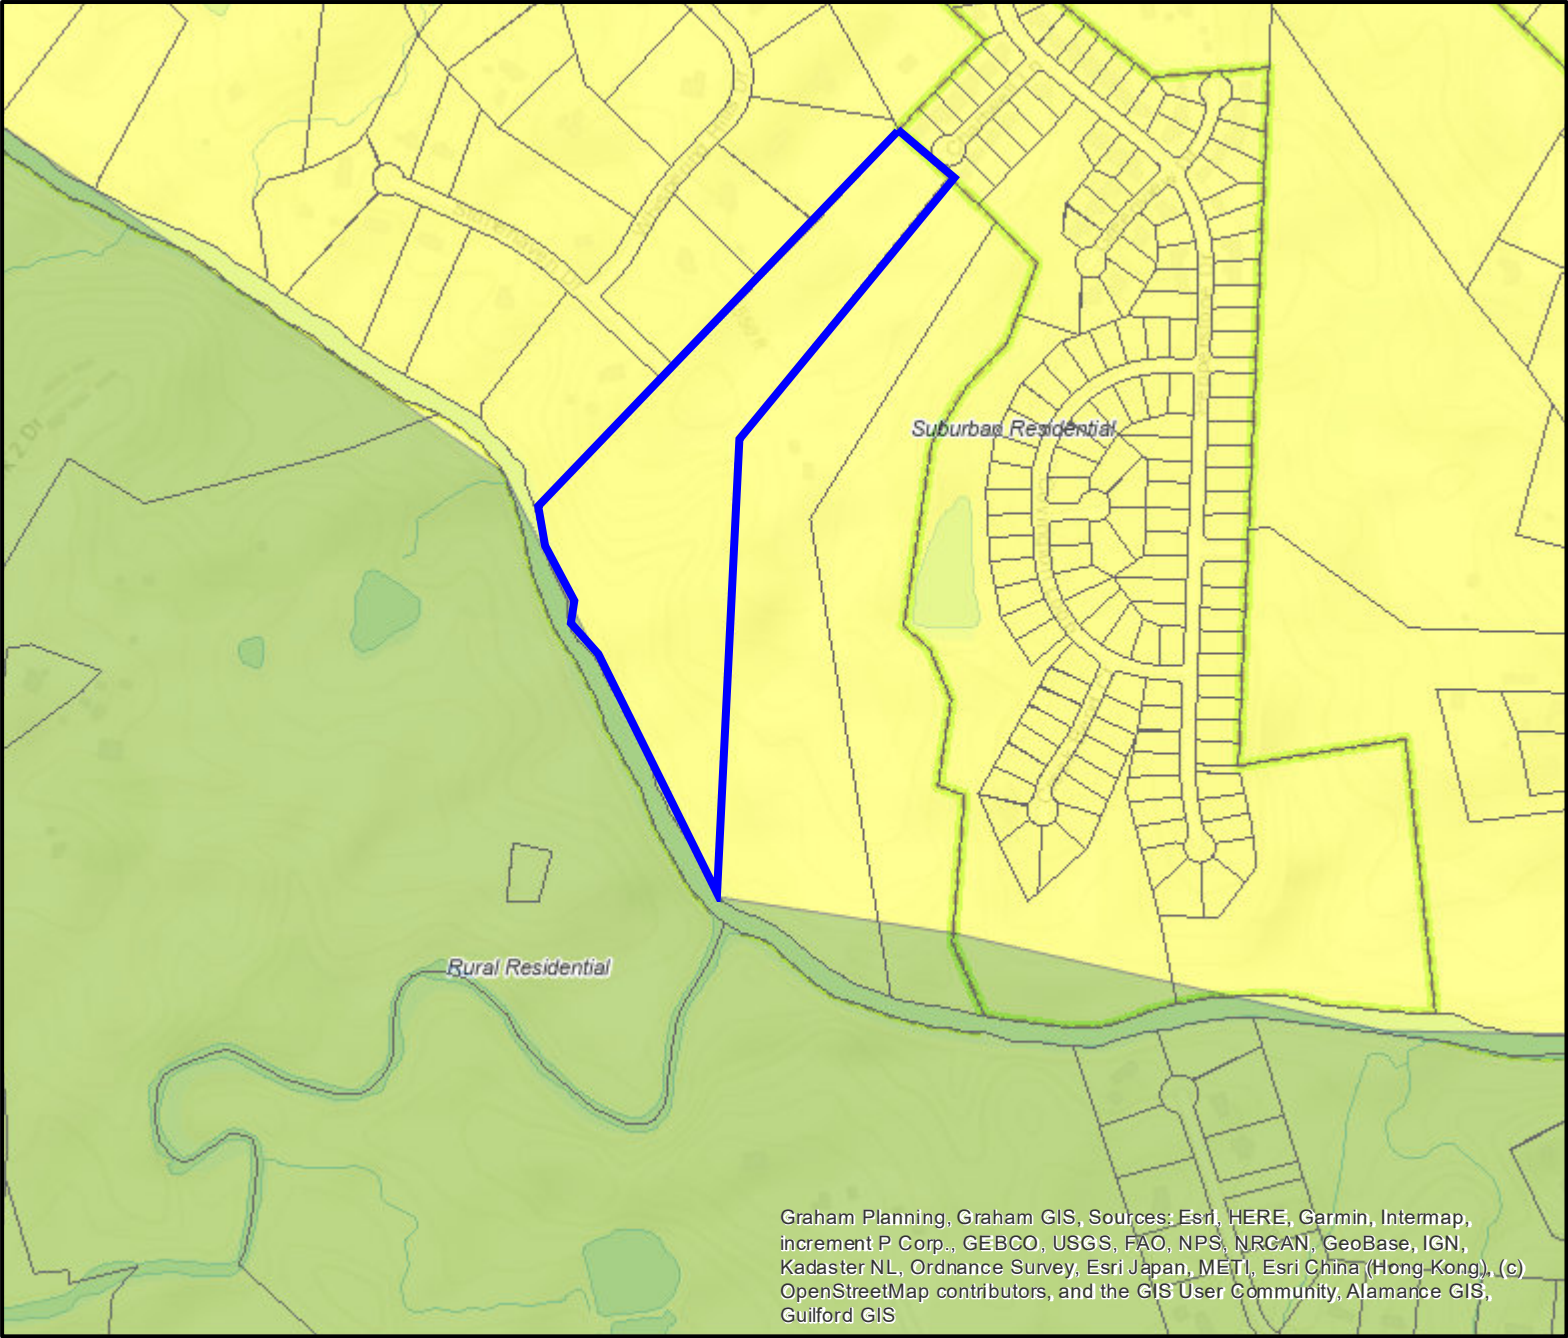 Suburban Residential
Rural Residential
Graham Planning, Graham GIS, Sources: Esri, HERE, Garmin, Intermap,
increment P Corp., GEBCO, USGS, FAO, NPS, NRCAN, GeoBase, IGN,
Kadaster NL, Ordnance Survey, Esri Japan, METI, Esri China (Hong Kong), (c)
OpenStreetMap contributors, and the GIS User Community, Alamance GIS,
Guilford GIS